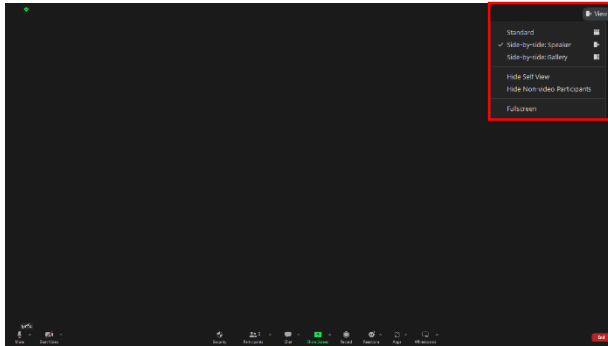 View
Standard
Side-by-side: Speaker
Side-by-side: Gallery
Hide Self View
Hide Non-video Participants
Fullscreen
Security
Participants
Chat
Share Screen
Record
Reactions
Apps
Whiteboards